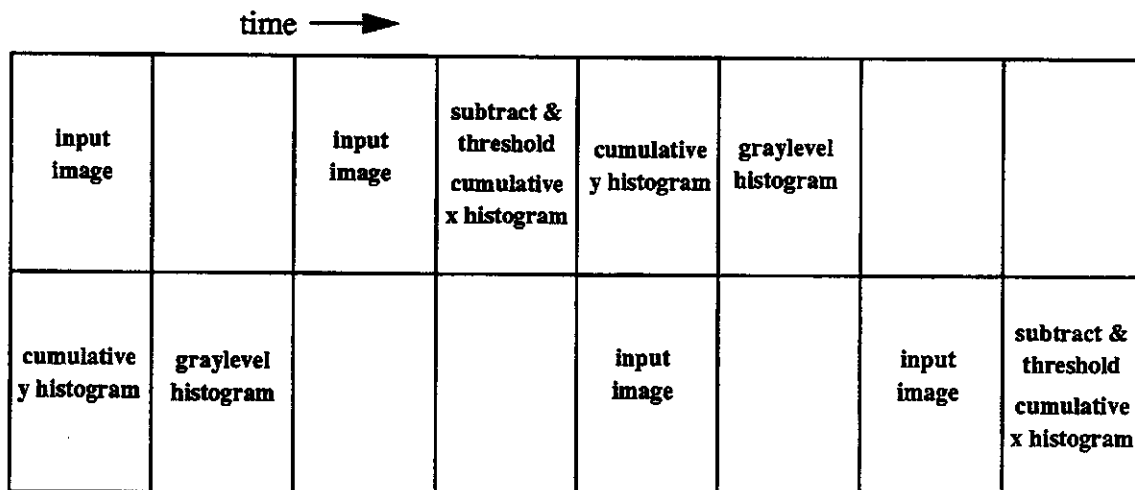 time
input
image
input
image
subtract &
threshold
cumulative
x histogram
cumulative
y histogram
graylevel
histogram
cumulative
y histogram
graylevel
histogram
input
image
input
image
subtract &
threshold
cumulative
x histogram